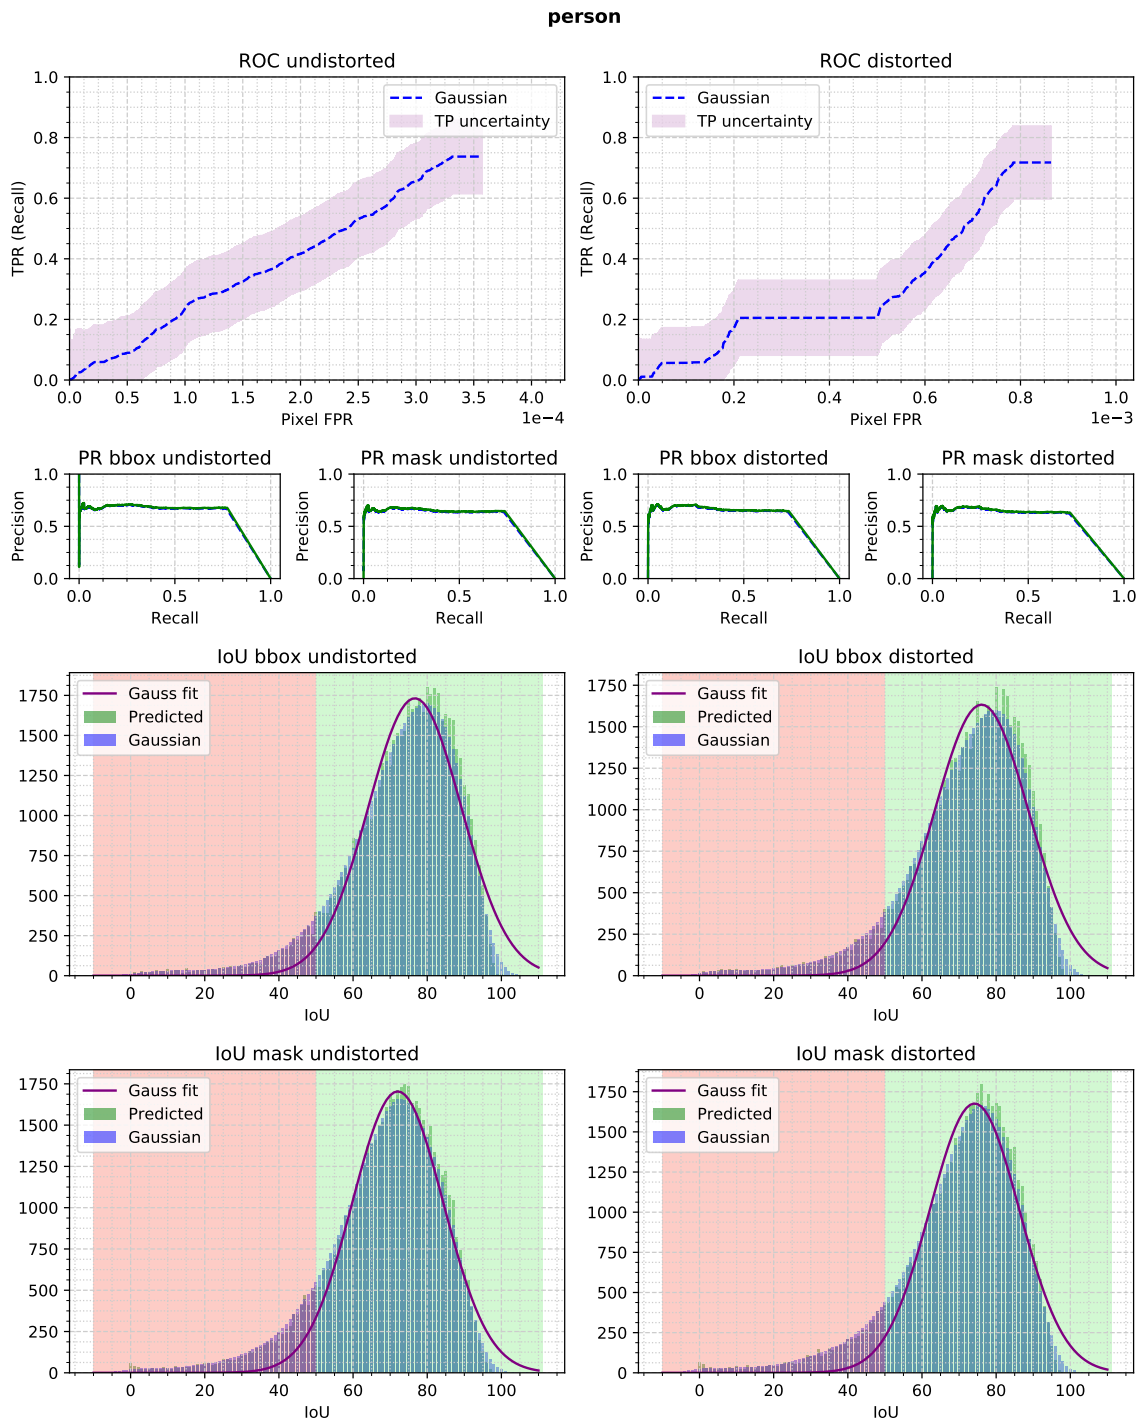 person
ROC undistorted
TPR (Recall)
1.0
0.8
0.6
0.4
0.2
0.0
Gaussian
TP uncertainty
0.0 0.5 1.0 1.5 2.0 2.5 3.0 3.5 4.0
Pixel FPR
1e−4
ROC distorted
TPR (Recall)
1.0
0.8
0.6
0.4
0.2
0.0
Gaussian
TP uncertainty
0.0 0.2 0.4 0.6 0.8 1.0
Pixel FPR
1e−3
PR bbox undistorted
Precision
1.0
0.5
0.0
0.0 0.5 1.0
Recall
PR mask undistorted
Precision
1.0
0.5
0.0
0.0 0.5 1.0
Recall
PR bbox distorted
Precision
1.0
0.5
0.0
0.0 0.5 1.0
Recall
PR mask distorted
Precision
1.0
0.5
0.0
0.0 0.5 1.0
Recall
IoU bbox undistorted
1750
1500
1250
1000
750
500
250
0
Gauss fit
Predicted
Gaussian
0 20 40 60 80 100
IoU
IoU bbox distorted
1750
1500
1250
1000
750
500
250
0
Gauss fit
Predicted
Gaussian
0 20 40 60 80 100
IoU
IoU mask undistorted
1750
1500
1250
1000
750
500
250
0
Gauss fit
Predicted
Gaussian
0 20 40 60 80 100
IoU
IoU mask distorted
1750
1500
1250
1000
750
500
250
0
Gauss fit
Predicted
Gaussian
0 20 40 60 80 100
IoU